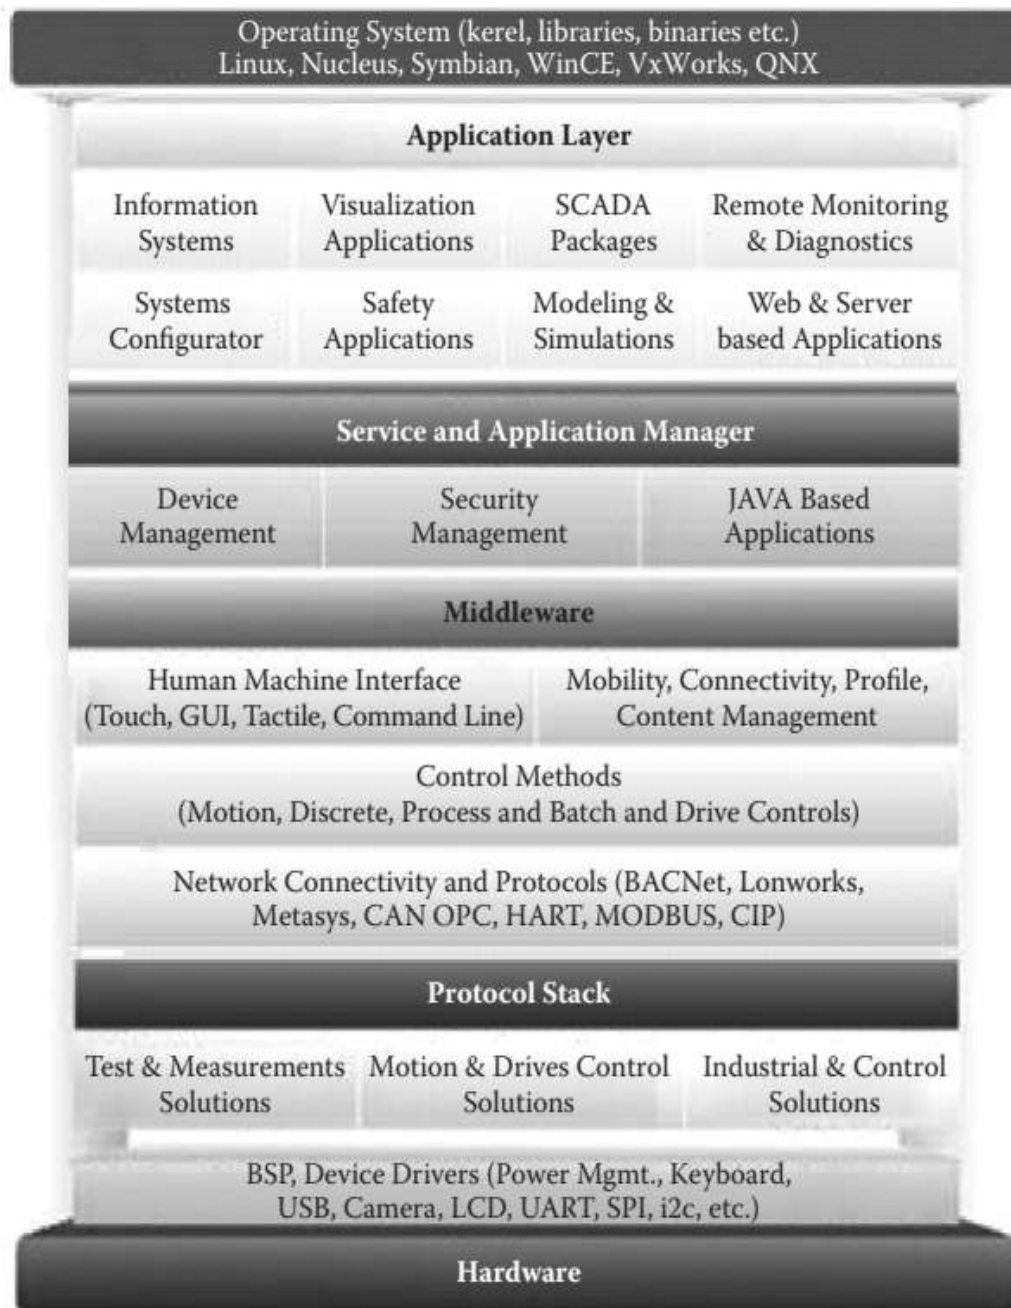 Operating System (kerel, libraries, binaries etc.)
Linux, Nucleus, Symbian, WinCE, VxWorks, QNX
Application Layer
Information
Systems
Visualization
Applications
SCADA
Packages
Remote Monitoring
& Diagnostics
Systems
Configurator
Safety
Applications
Modeling &
Simulations
Web & Server
based Applications
Service and Application Manager
Device
Management
Security
Management
JAVA Based
Applications
Middleware
Human Machine Interface
(Touch, GUI, Tactile, Command Line)
Mobility, Connectivity, Profile,
Content Management
Control Methods
(Motion, Discrete, Process and Batch and Drive Controls)
Network Connectivity and Protocols (BACNet, Lonworks,
Metasys, CAN OPC, HART, MODBUS, CIP)
Protocol Stack
Test & Measurements
Solutions
Motion & Drives Control
Solutions
Industrial & Control
Solutions
BSP, Device Drivers (Power Mgmt., Keyboard,
USB, Camera, LCD, UART, SPI, i2c, etc.)
Hardware